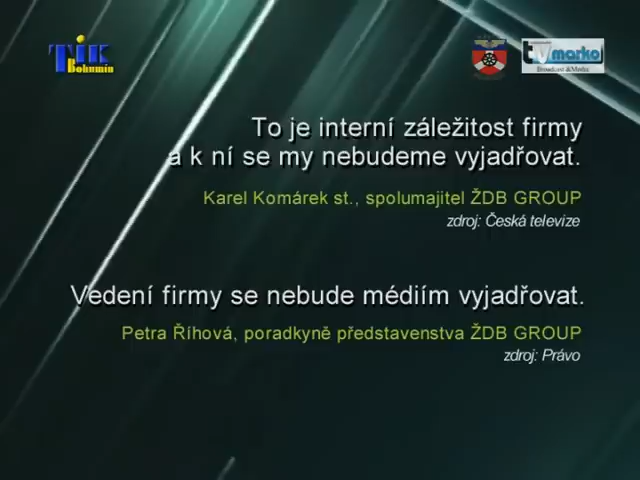 TIK
Bohumín
tvmarko
Broadcast & Media
To je interní záležitost firmy
a k ní se my nebudeme vyjadřovat.
Karel Komárek st., spolumajitel ŽDB GROUP
zdroj: Česká televize
Vedení firmy se nebude médiím vyjadřovat.
Petra Říhová, poradkyně představenstva ŽDB GROUP
zdroj: Právo